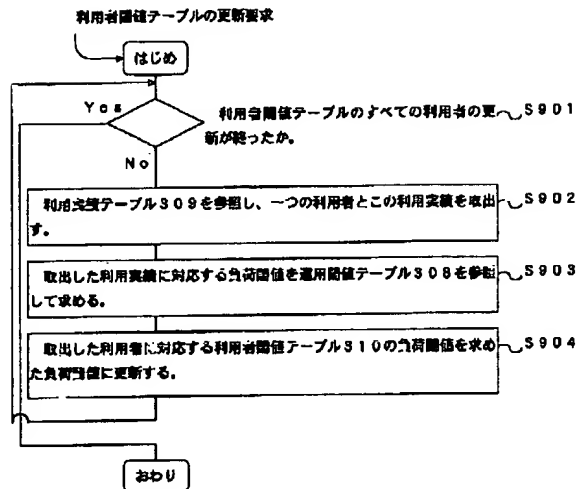 利用者閾値テーブルの更新要求
はじめ
Yes
利用者閾値テーブルのすべての利用者の更
新が終ったか。
S901
No
利用実績テーブル309を参照し、一つの利用者とこの利用実績を取出
す。
S902
取出した利用実績に対応する負荷閾値を運用閾値テーブル308を参照
して求める。
S903
取出した利用者に対応する利用者閾値テーブル310の負荷閾値を求め
た負荷閾値に更新する。
S904
おわり